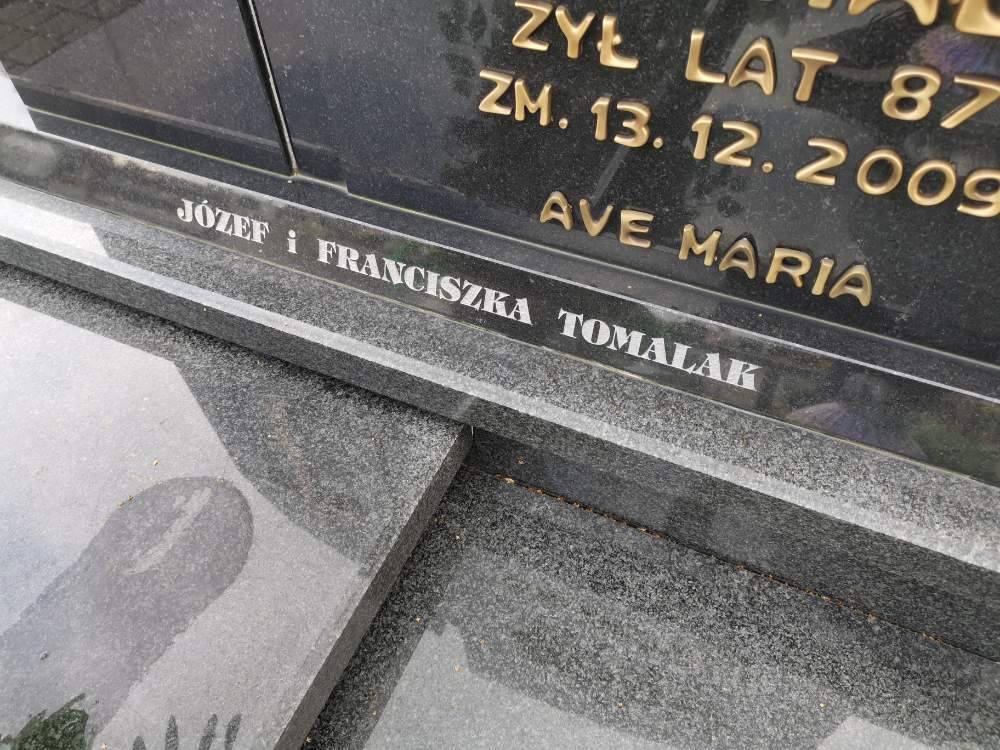 ŻYŁ LAT 87
ZM. 13.12.2009
AVE MARIA
JÓZEF i FRANCISZKA TOMALAK